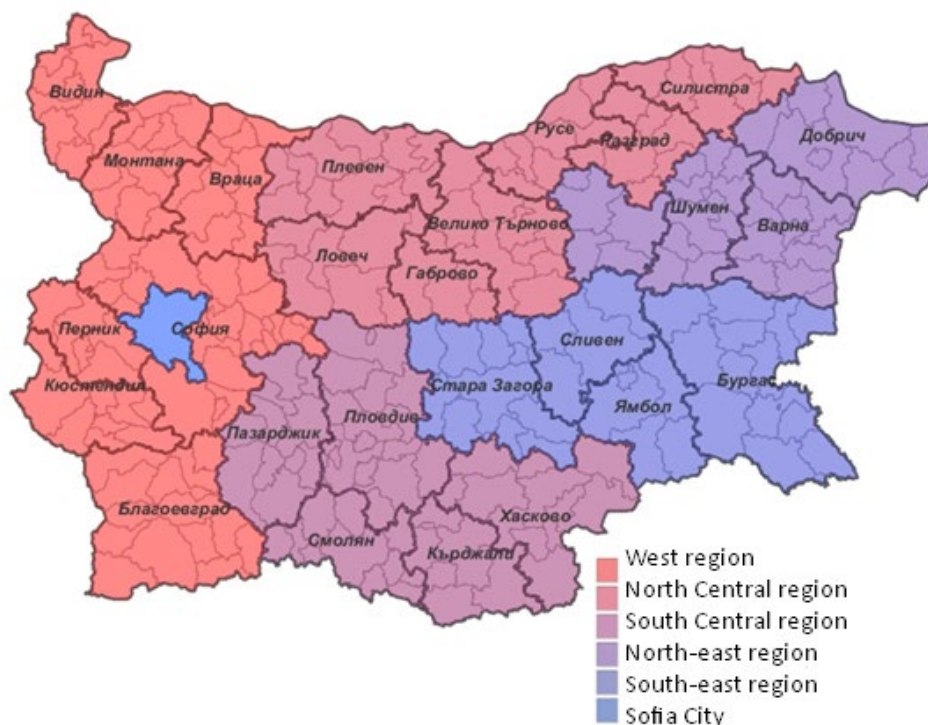 Видин
Монтана
Враца
Плевен
Русе
Силистра
Разград
Добрич
Шумен
Варна
Велико Търново
Ловеч
Габрово
Перник
София
Кюстендил
Сливен
Стара Загора
Бургас
Ямбол
Пловдив
Пазарджик
Благоевград
Хасково
Смолян
Кърджали
West region
North Central region
South Central region
North-east region
South-east region
Sofia City